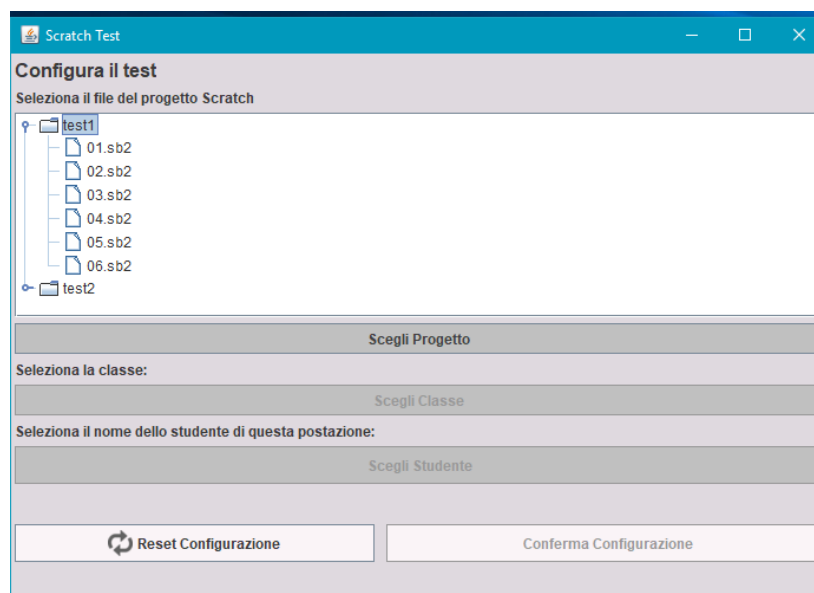 Scratch Test
Configura il test
Seleziona il file del progetto Scratch
test1
01.sb2
02.sb2
03.sb2
04.sb2
05.sb2
06.sb2
test2
Scegli Progetto
Seleziona la classe:
Scegli Classe
Seleziona il nome dello studente di questa postazione:
Scegli Studente
Reset Configurazione Conferma Configurazione